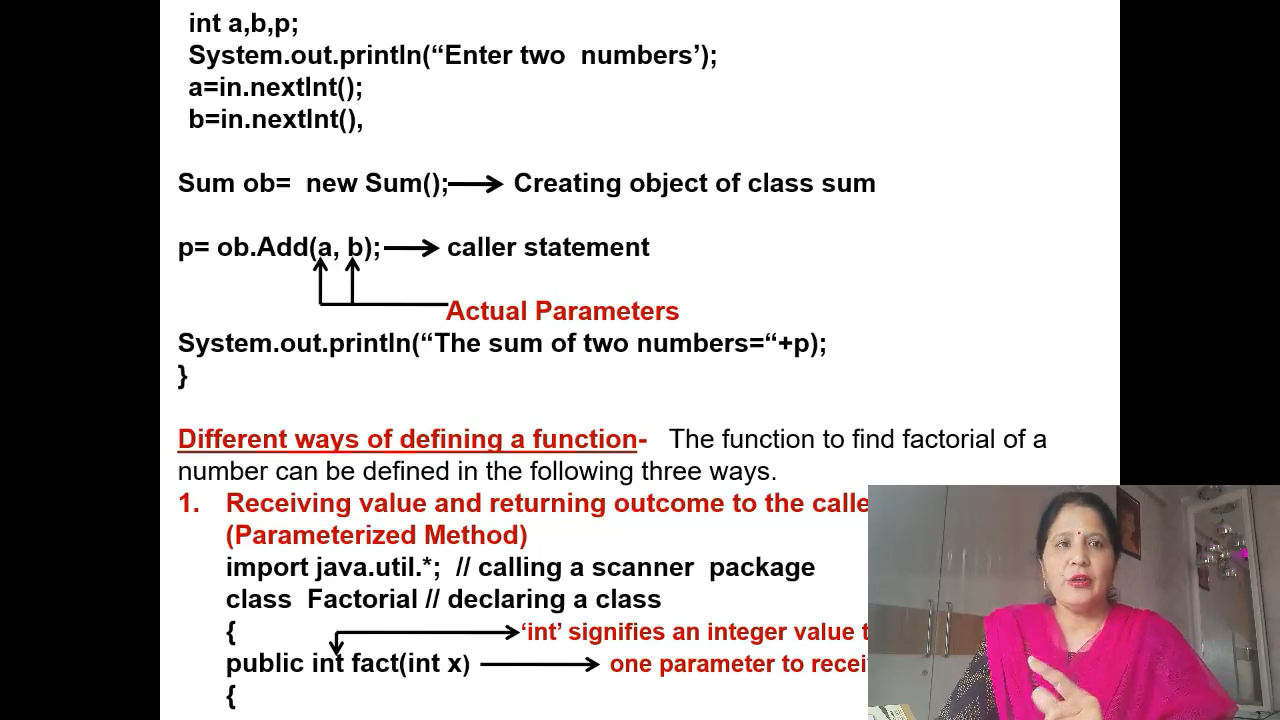 int a,b,p;
System.out.println(“Enter two numbers’);
a=in.nextInt();
b=in.nextInt(),
Sum ob= new Sum(); Creating object of class sum
p= ob.Add(a, b); caller statement
Actual Parameters
System.out.println(“The sum of two numbers=“+p);
}
Different ways of defining a function- The function to find factorial of a
number can be defined in the following three ways.
1. Receiving value and returning outcome to the calle
(Parameterized Method)
import java.util.*; // calling a scanner package
class Factorial // declaring a class
{ ‘int’ signifies an integer value
public int fact(int x) one parameter to
{